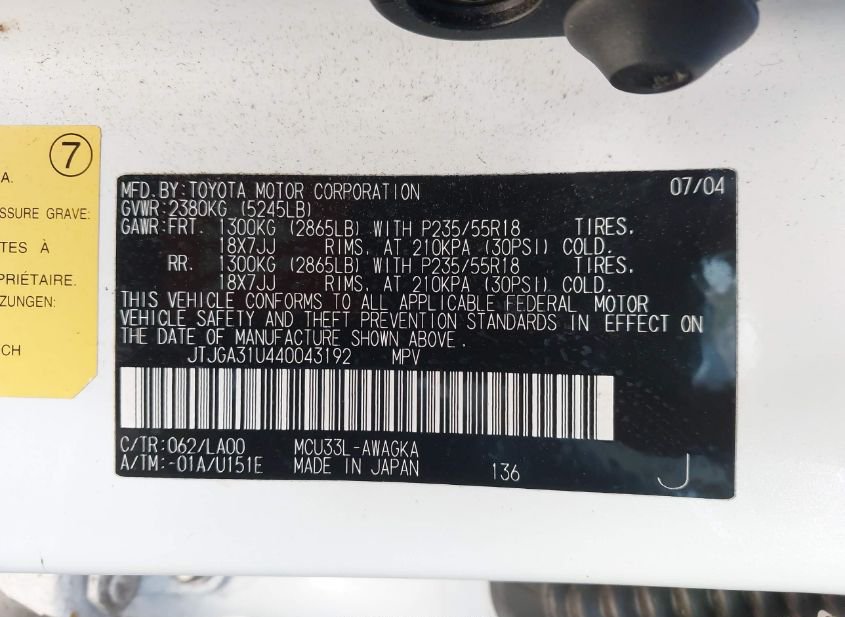 7
A.
SSURE GRAVE:
TES À
PRIÉTAIRE.
ZUNGEN:
CH
MFD.BY:TOYOTA MOTOR CORPORATION 07/04
GVWR:2380KG (5245LB)
GAWR:FRT. 1300KG (2865LB) WITH P235/55R18 TIRES,
18X7JJ RIMS, AT 210KPA (30PSI) COLD.
RR. 1300KG (2865LB) WITH P235/55R18 TIRES,
18X7JJ RIMS, AT 210KPA (30PSI) COLD.
THIS VEHICLE CONFORMS TO ALL APPLICABLE FEDERAL MOTOR
VEHICLE SAFETY AND THEFT PREVENTION STANDARDS IN EFFECT ON
THE DATE OF MANUFACTURE SHOWN ABOVE.
JTJGA31U440043192 MPV
C/TR:062/LA00 MCU33L-AWAGKA
A/TM:-01A/U151E MADE IN JAPAN 136 J